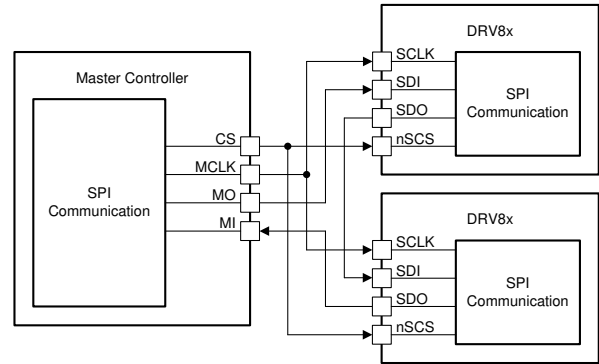 Master Controller
SPI
Communication
CS
MCLK
MO
MI
DRV8x
SCLK
SDI
SDO
nSCS
SPI
Communication
DRV8x
SCLK
SDI
SDO
nSCS
SPI
Communication